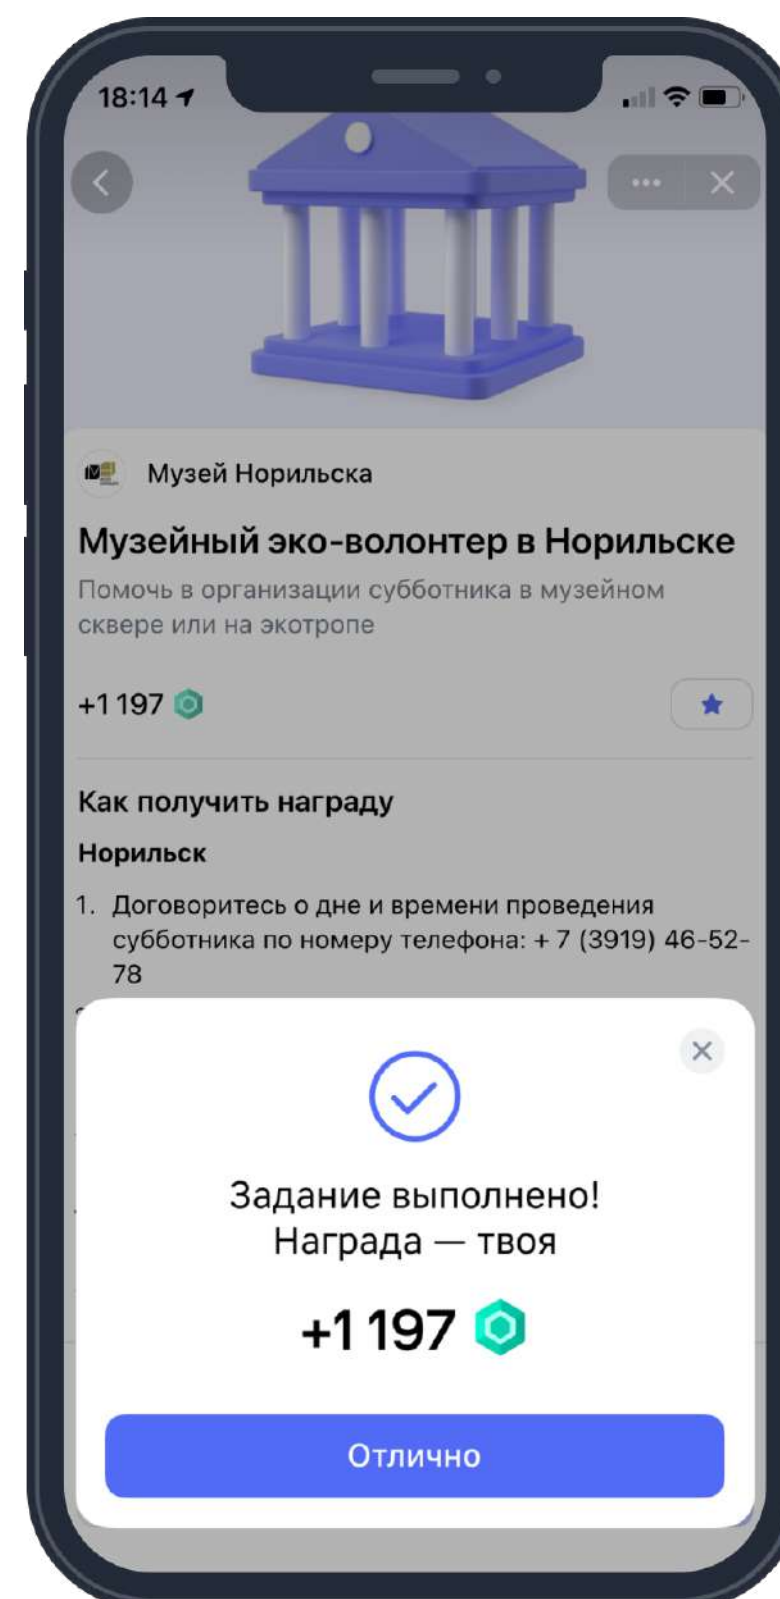 18:14
Музей Норильска
Музейный эко-волонтер в Норильске
Помочь в организации субботника в музейном
сквере или на экотропе
+1 197
Как получить награду
Норильск
1. Договоритесь о дне и времени проведения
субботника по номеру телефона: + 7 (3919) 46-52-
78
Задание выполнено!
Награда — твоя
+1 197
Отлично